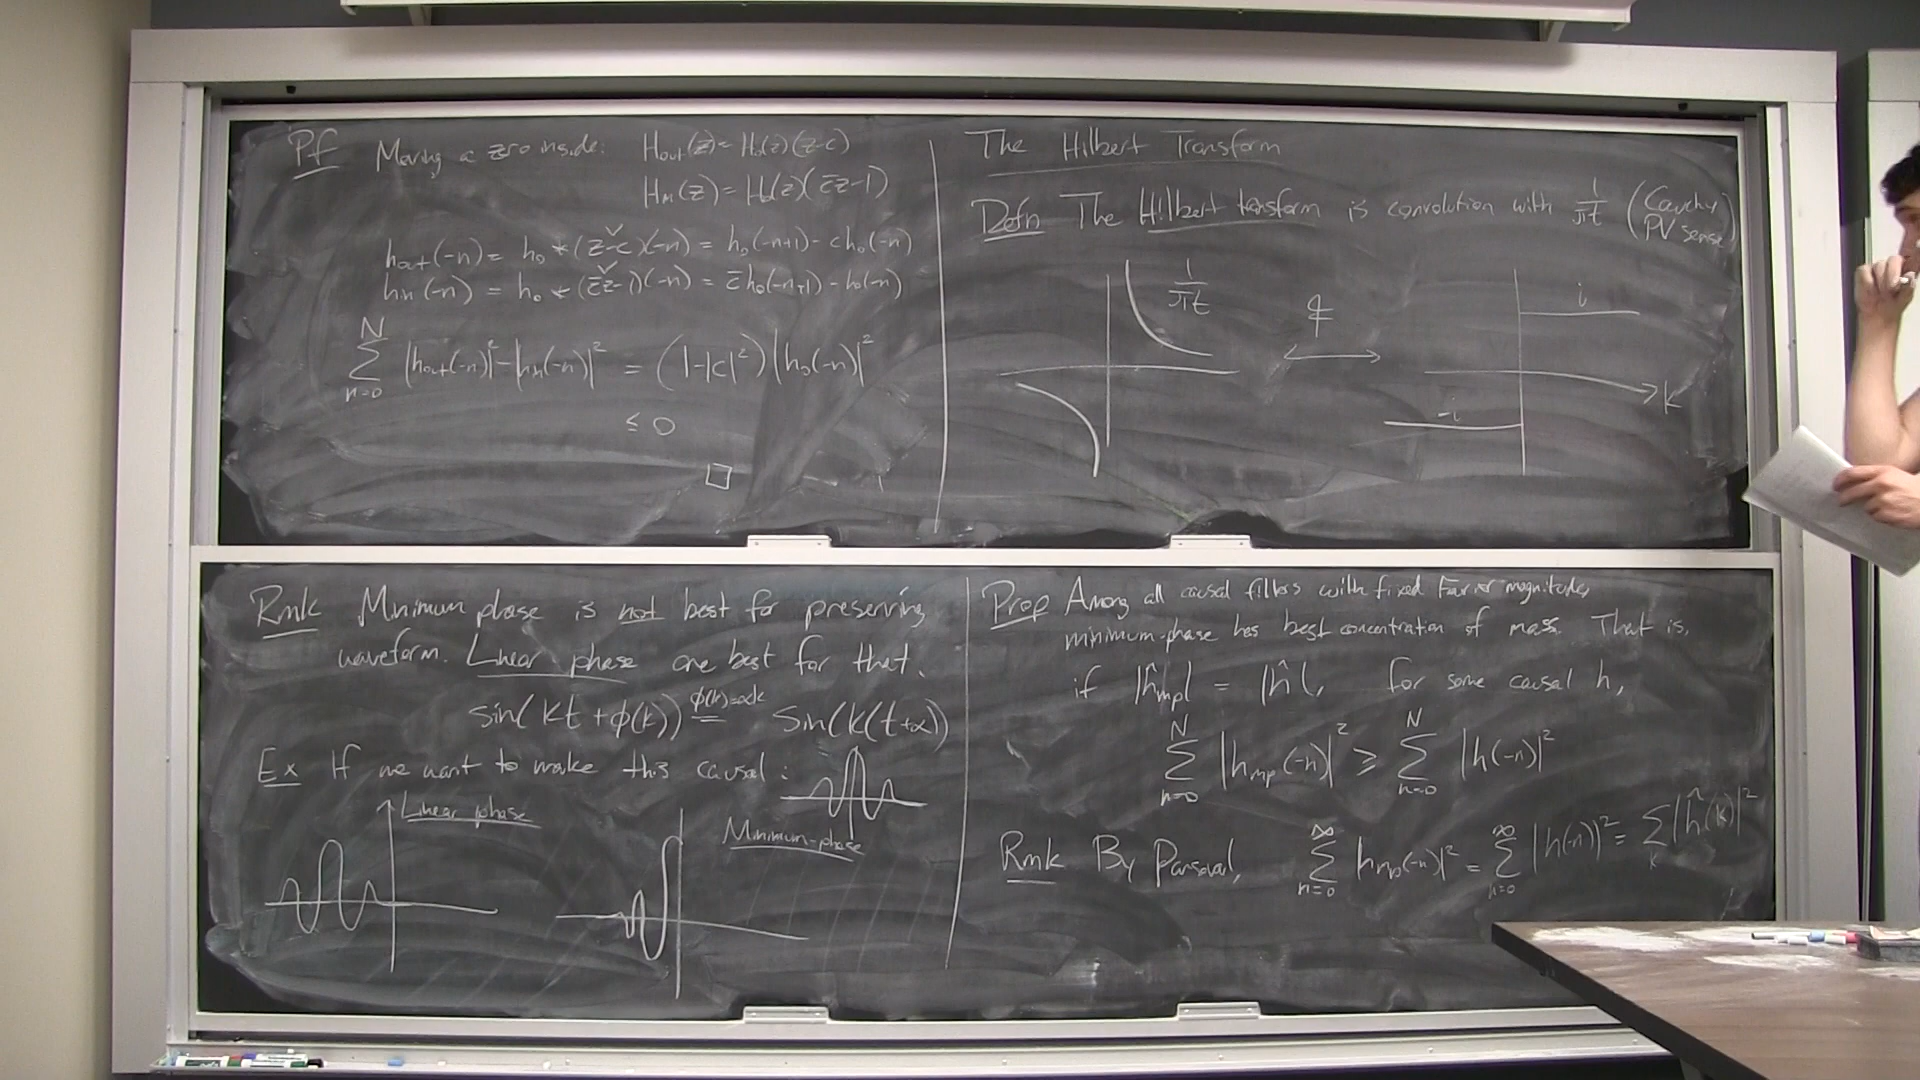 Pf Moving a zero inside: H_out(z) = H_0(z)(z-c)
H_in(z) = H_0(z)(c̄z-1)
h_out(-n) = h_0 * (z-c)ˇ(-n) = h_0(-n+1) - c h_0(-n)
h_in(-n) = h_0 * (c̄z-1)ˇ(-n) = c̄ h_0(-n+1) - h_0(-n)
N
∑ |h_out(-n)|² - |h_in(-n)|² = (1-|c|²) |h_0(-n)|²
n=0
≤ 0
□
The Hilbert Transform
Defn The Hilbert transform is convolution with 1/πt (Cauchy
PV sense)
1/πt
F
i
-i
k
Rmk Minimum phase is not best for preserving
waveform. Linear phase are best for that.
sin(kt + φ(k)) = sin(k(t+α))
φ(k)=αk
Ex If we want to make this causal:
Linear phase
Minimum-phase
Prop Among all causal filters with fixed Fourier magnitude,
minimum-phase has best concentration of mass. That is,
if |ĥ_mp| = |ĥ|, for some causal h,
N N
∑ |h_mp(-n)|² ≥ ∑ |h(-n)|²
n=0 n=0
Rmk By Parseval, ∞∑n=0 h_mp(-n)|² = ∞∑n=0 |h(-n)|² = ∑k |ĥ(k)|²